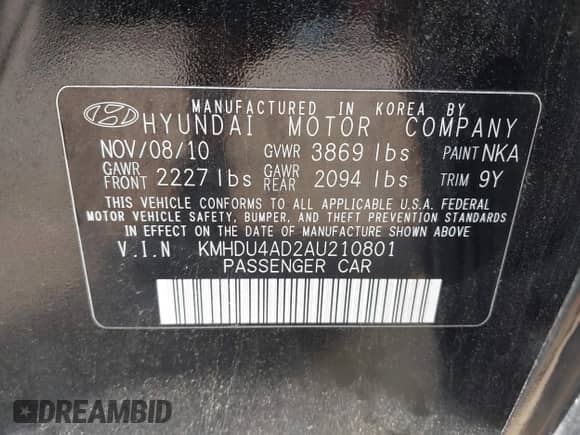 MANUFACTURED IN KOREA BY
HYUNDAI MOTOR COMPANY
NOV/08/10 GVWR 3869 lbs PAINT NKA
GAWR FRONT 2227 lbs GAWR REAR 2094 lbs TRIM 9Y
THIS VEHICLE CONFORMS TO ALL APPLICABLE U.S.A. FEDERAL
MOTOR VEHICLE SAFETY, BUMPER, AND THEFT PREVENTION STANDARDS
IN EFFECT ON THE DATE OF MANUFACTURE SHOWN ABOVE.
V.I.N KMHDU4AD2AU210801
PASSENGER CAR
DREAMBID